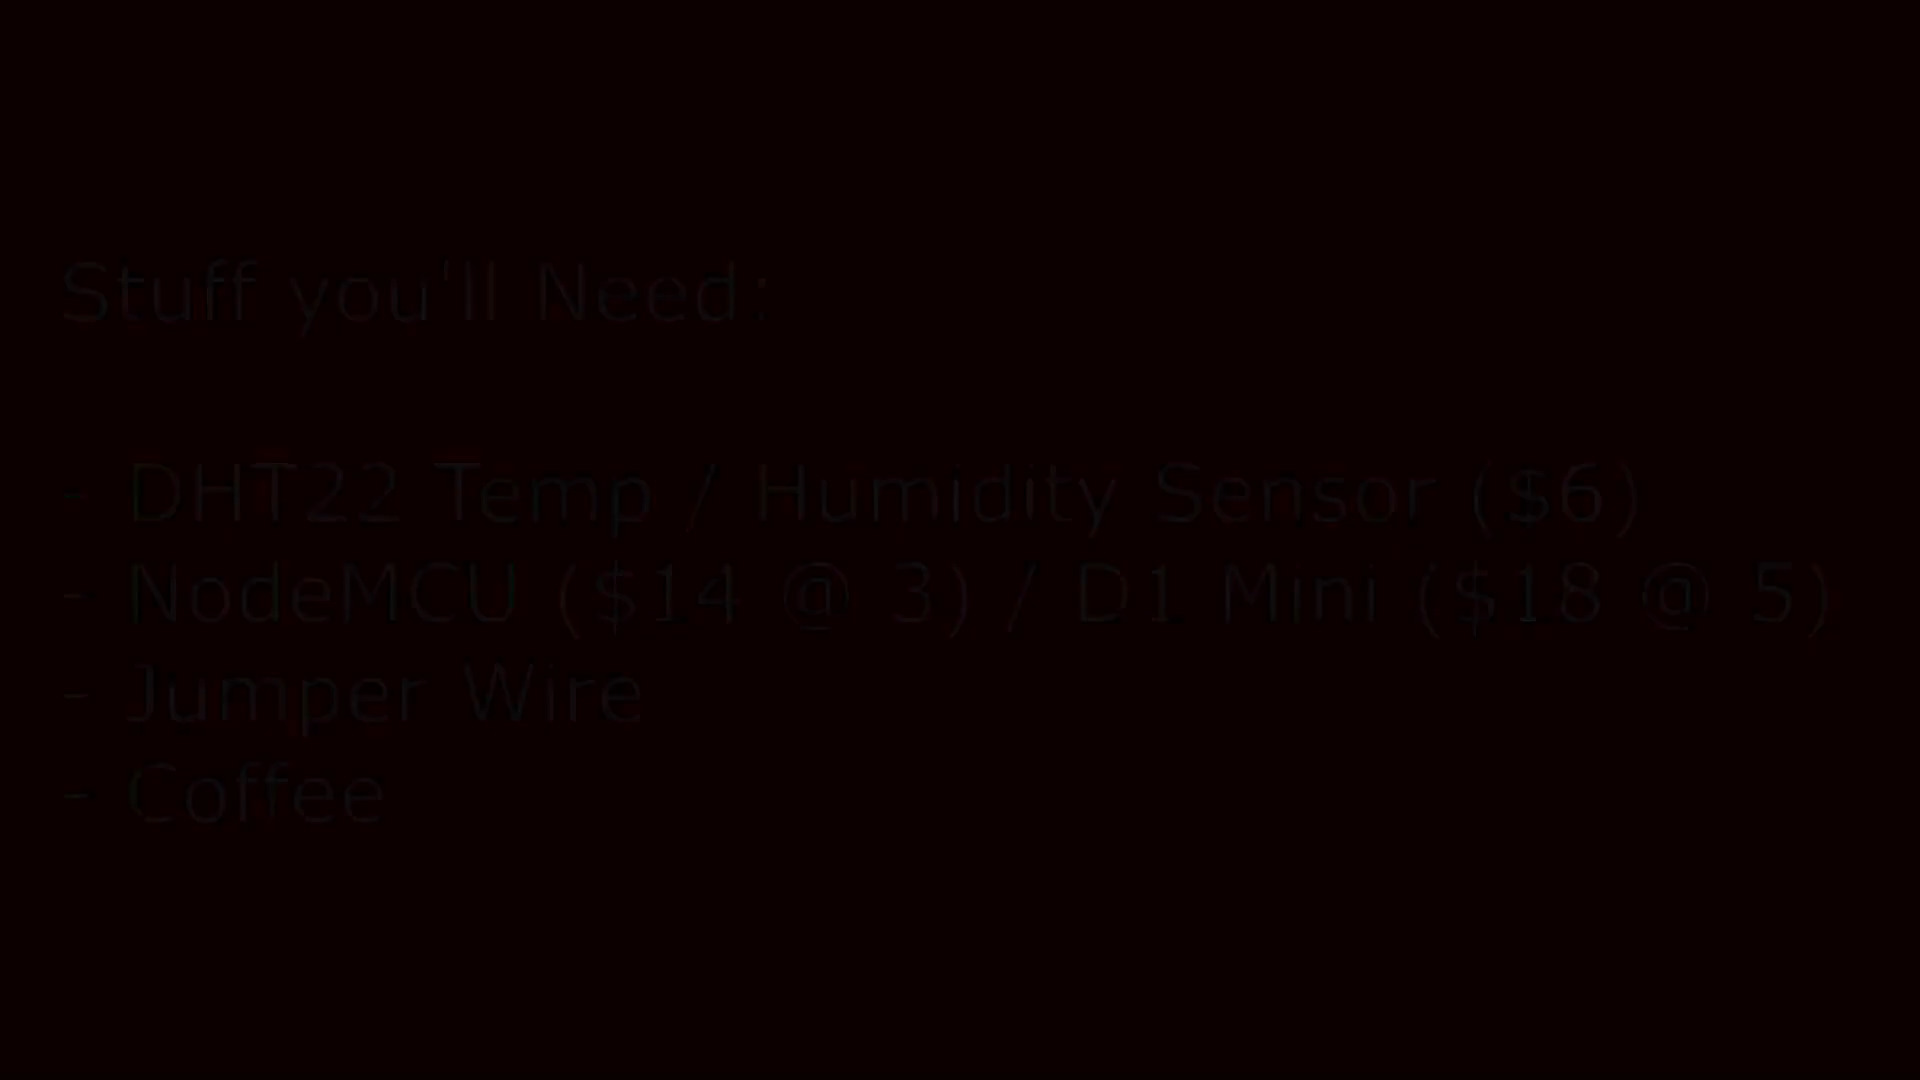 Stuff you'll Need:
- DHT22 Temp / Humidity Sensor ($6)
- NodeMCU ($14 @ 3) / D1 Mini ($18 @ 5)
- Jumper Wire
- Coffee